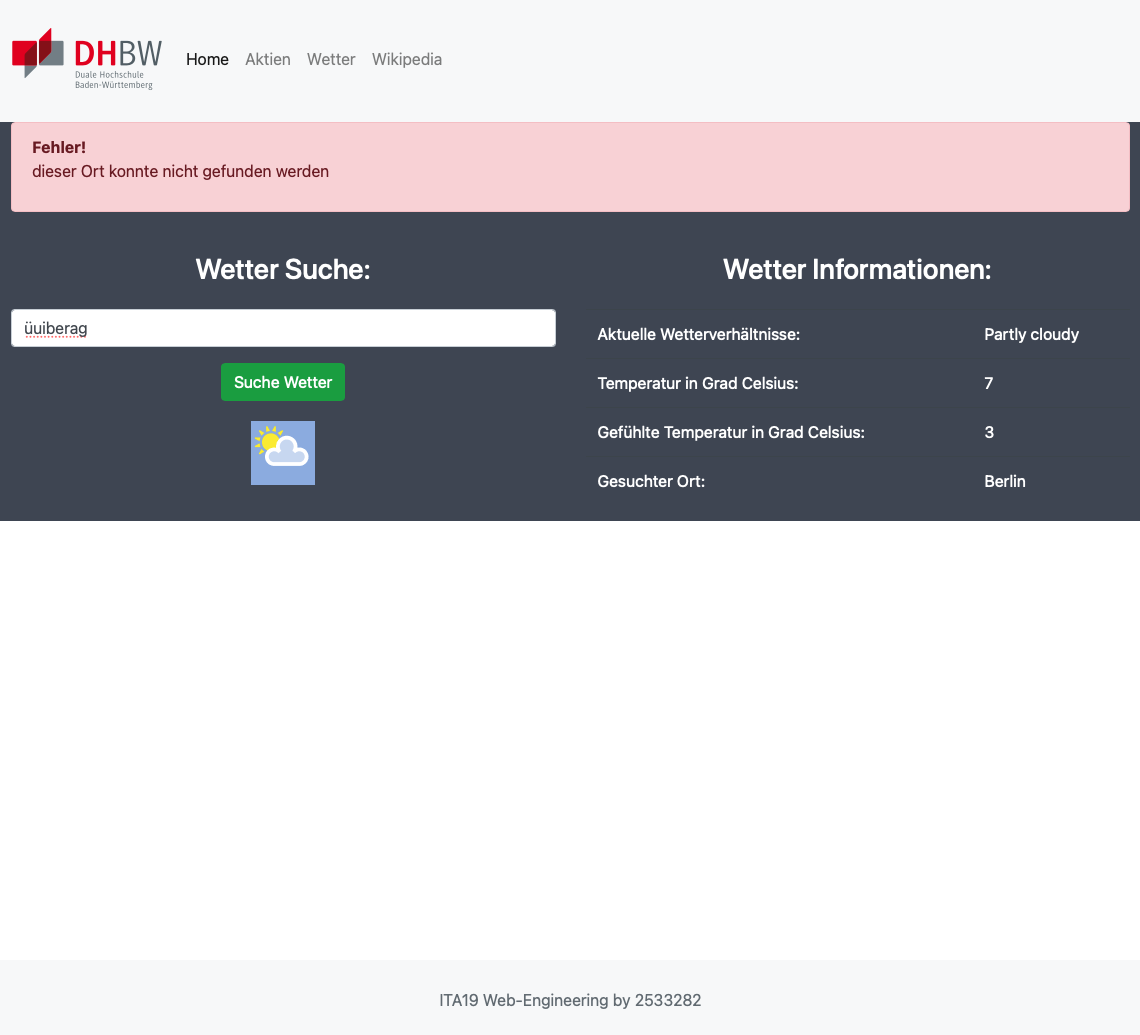 DHBW
Duale Hochschule
Baden-Württemberg
Home Aktien Wetter Wikipedia
Fehler!
dieser Ort konnte nicht gefunden werden
Wetter Suche:
üuiberag
Suche Wetter
Wetter Informationen:
Aktuelle Wetterverhältnisse: Partly cloudy
Temperatur in Grad Celsius: 7
Gefühlte Temperatur in Grad Celsius: 3
Gesuchter Ort: Berlin
ITA19 Web-Engineering by 2533282